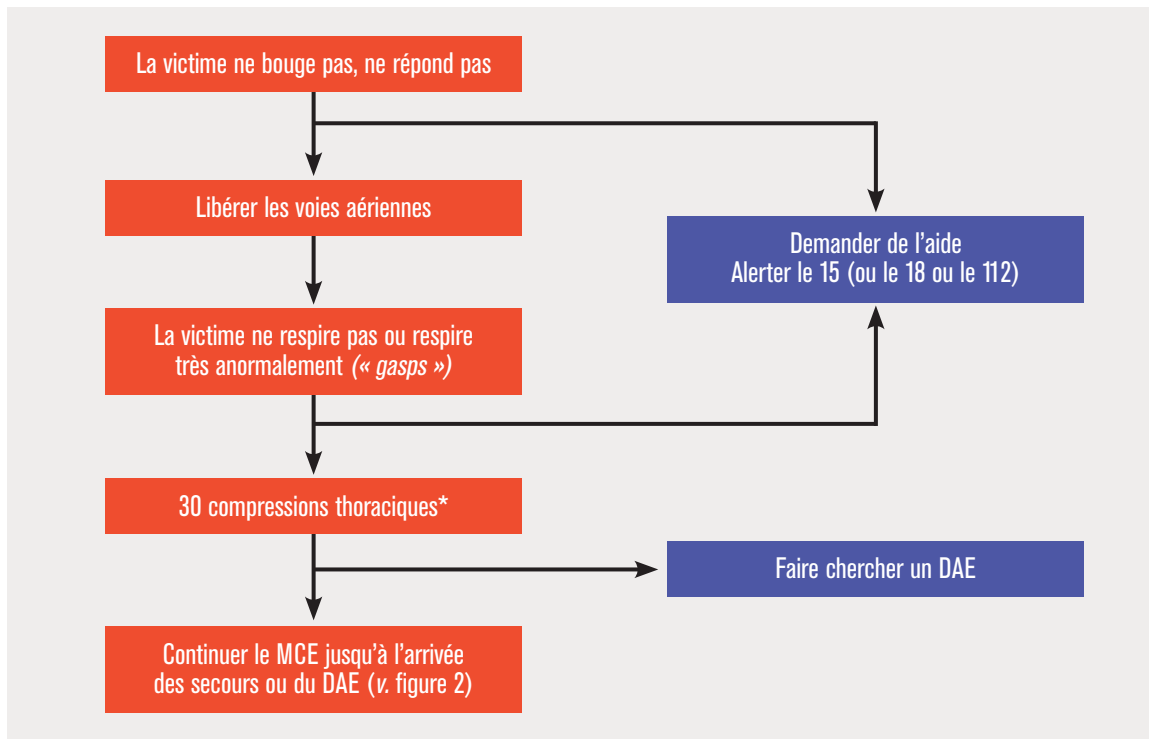 La victime ne bouge pas, ne répond pas
Libérer les voies aériennes
Demander de l’aide
Alerter le 15 (ou le 18 ou le 112)
La victime ne respire pas ou respire
très anormalement (« gasps »)
30 compressions thoraciques*
Faire chercher un DAE
Continuer le MCE jusqu’à l’arrivée
des secours ou du DAE (v. figure 2)